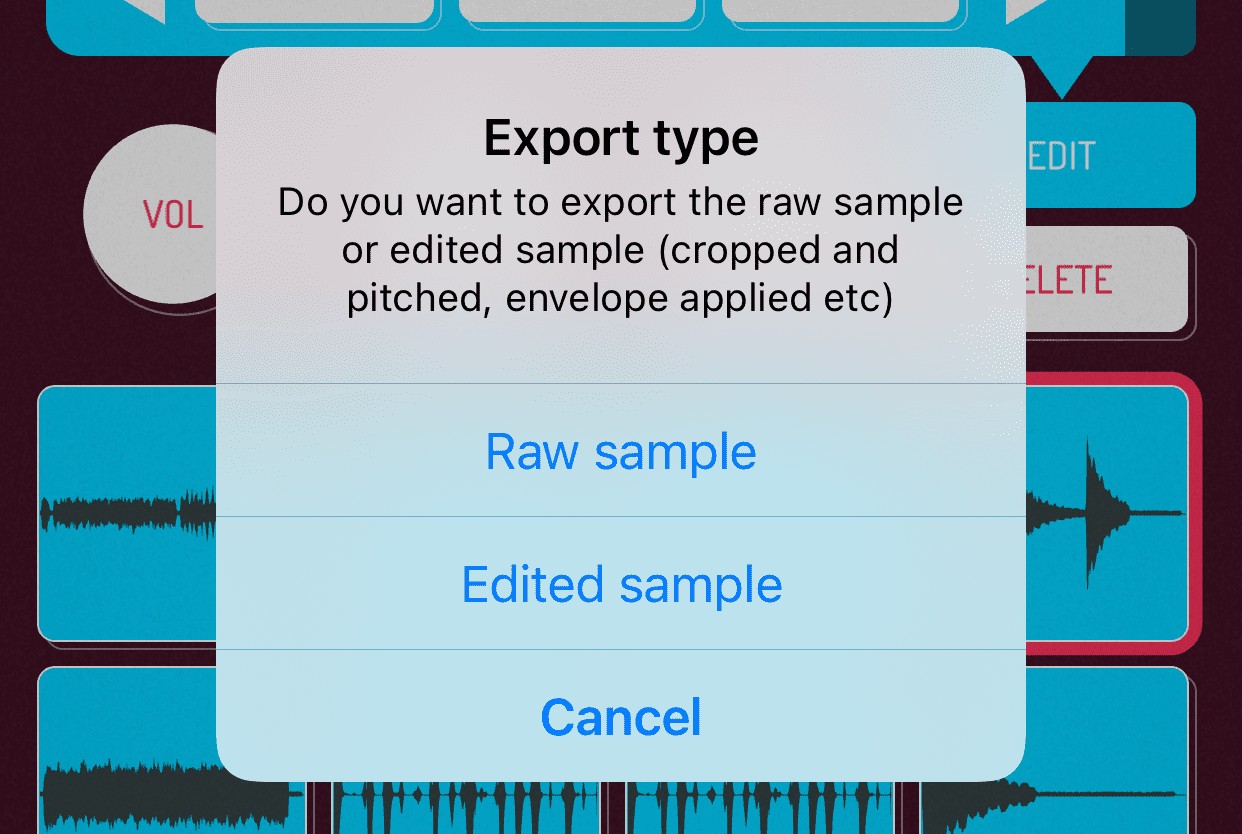 Export type
Do you want to export the raw sample
or edited sample (cropped and
pitched, envelope applied etc)
EDIT
VOL
ELETE
Raw sample
Edited sample
Cancel